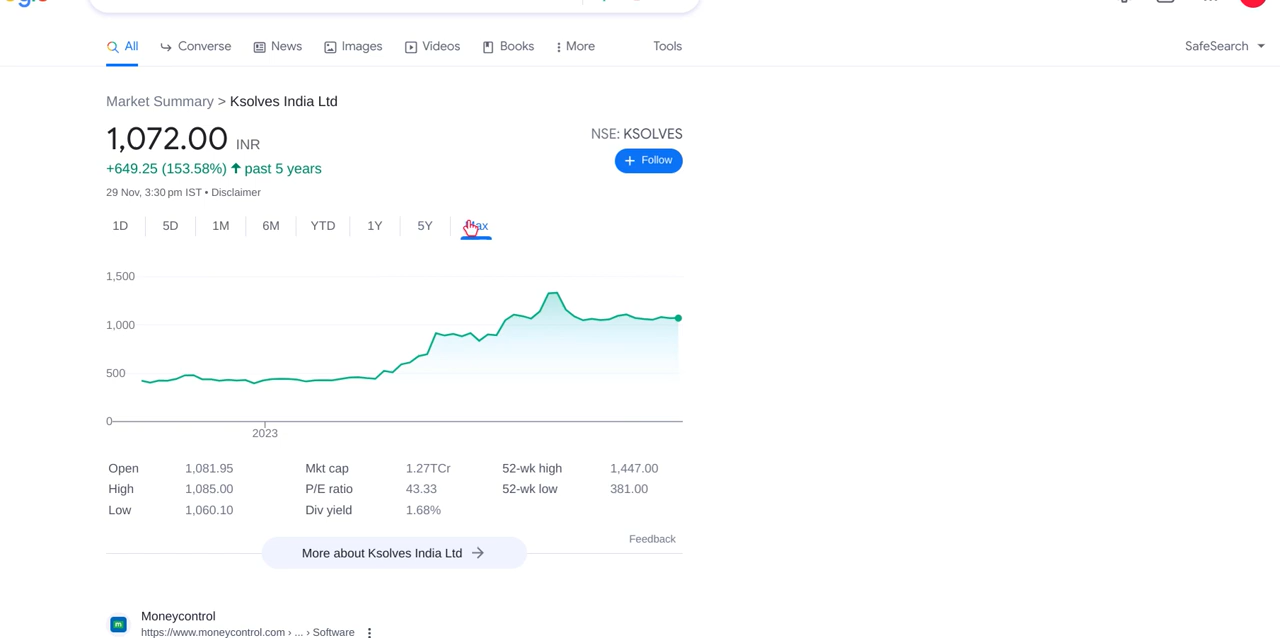 All Converse News Images Videos Books More Tools SafeSearch
Market Summary > Ksolves India Ltd
1,072.00 INR
NSE: KSOLVES
+ Follow
+649.25 (153.58%) past 5 years
29 Nov, 3:30 pm IST • Disclaimer
1D 5D 1M 6M YTD 1Y 5Y Max
1,500
1,000
500
0
2023
Open 1,081.95 Mkt cap 1.27TCr 52-wk high 1,447.00
High 1,085.00 P/E ratio 43.33 52-wk low 381.00
Low 1,060.10 Div yield 1.68%
Feedback
More about Ksolves India Ltd
m
Moneycontrol
https://www.moneycontrol.com › ... › Software